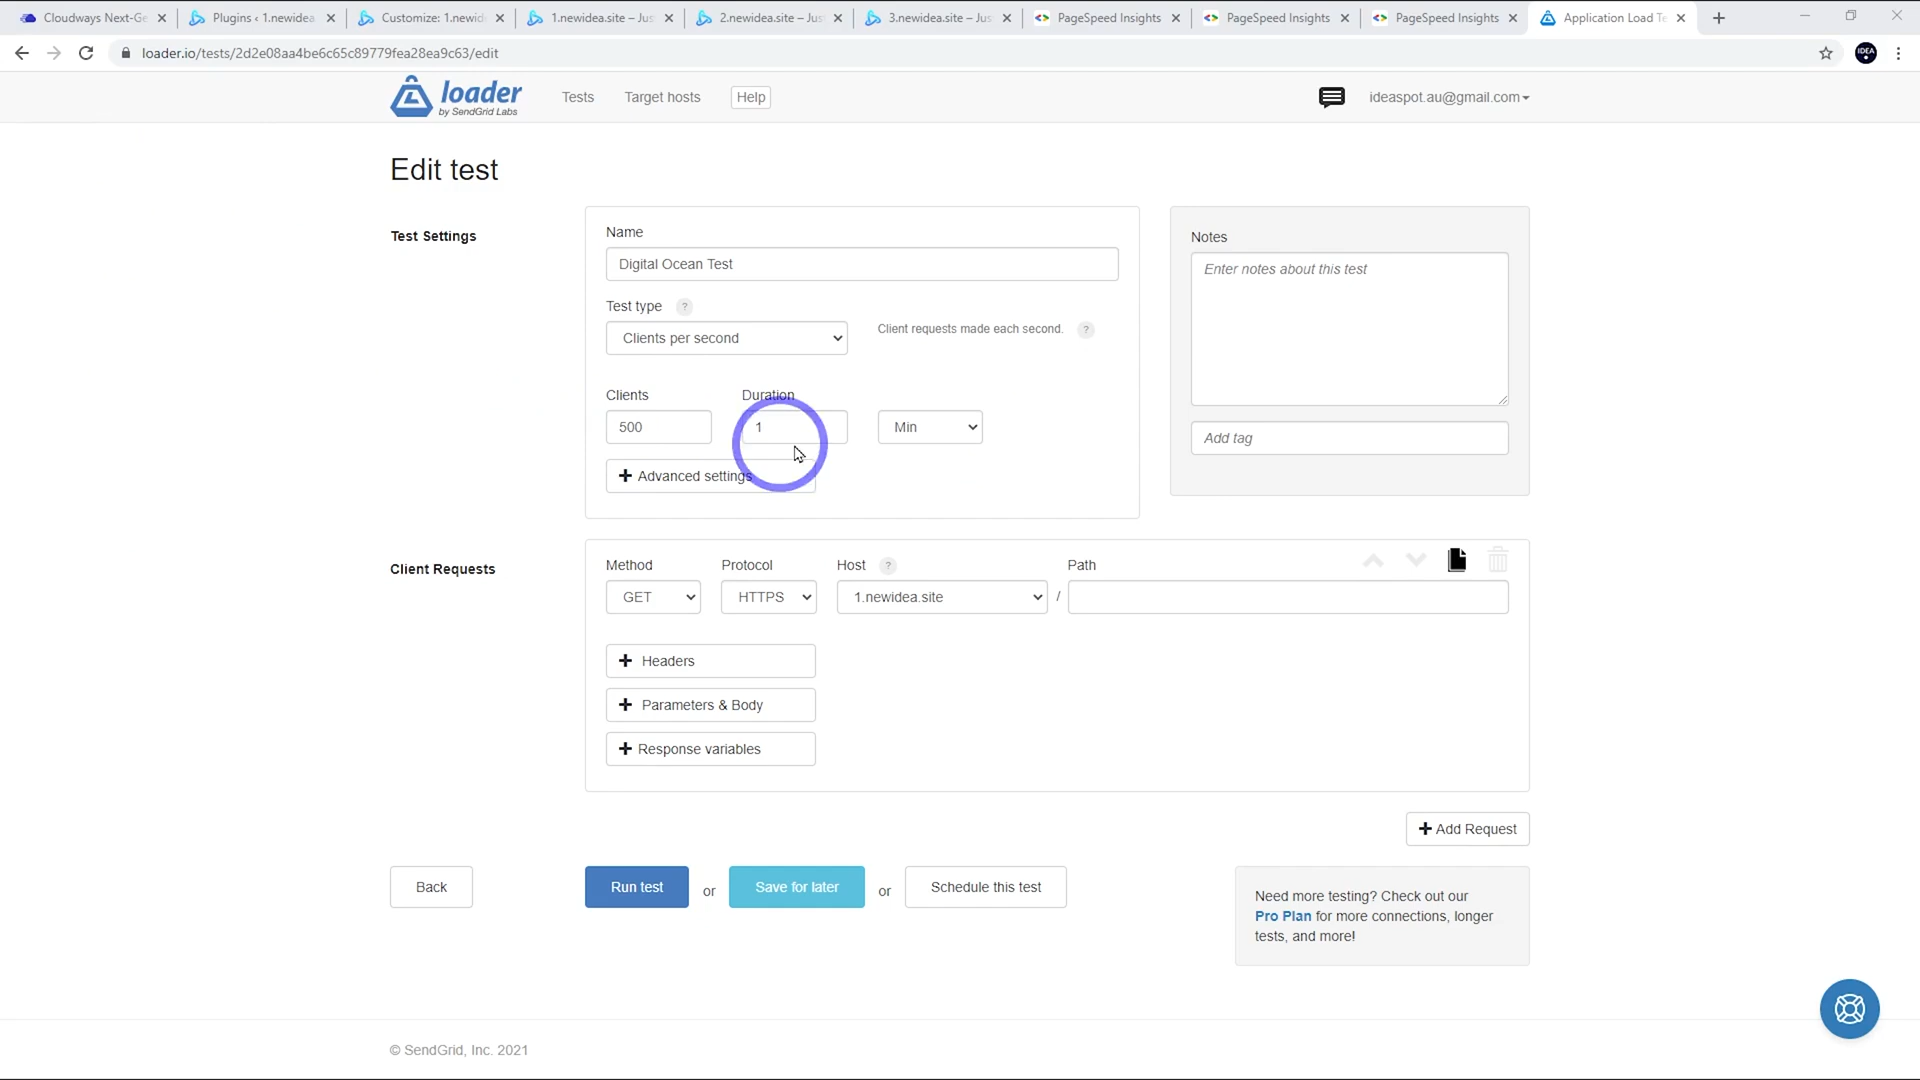 Cloudways Next-Ge
Plugins ‹ 1.newidea.
Customize: 1.newid
1.newidea.site – Jus
2.newidea.site – Jus
3.newidea.site – Jus
PageSpeed Insights
PageSpeed Insights
PageSpeed Insights
Application Load Te
loader.io/tests/2d2e08aa4be6c65c89779fea28ea9c63/edit
IDEA
loader
by SendGrid Labs
Tests
Target hosts
Help
ideaspot.au@gmail.com
Edit test
Test Settings
Name
Digital Ocean Test
Test type ?
Clients per second
Client requests made each second. ?
Clients
Duration
500
1
Min
+ Advanced settings
Notes
Enter notes about this test
Add tag
Client Requests
Method
Protocol
Host ?
Path
GET
HTTPS
1.newidea.site
/
+ Headers
+ Parameters & Body
+ Response variables
+ Add Request
Back
Run test
or
Save for later
or
Schedule this test
Need more testing? Check out our
Pro Plan for more connections, longer
tests, and more!
© SendGrid, Inc. 2021